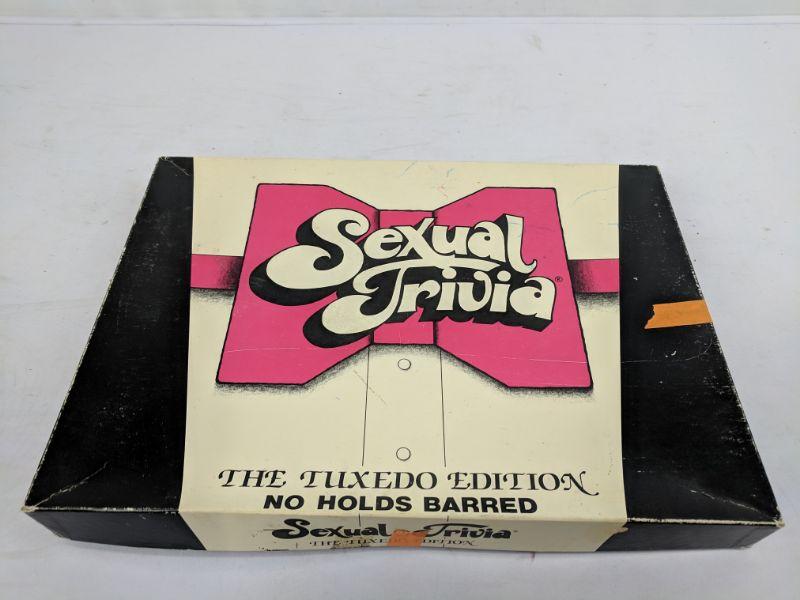 Sexual
Trivia®
THE TUXEDO EDITION
NO HOLDS BARRED
Sexual Trivia
THE TUXEDO EDITION